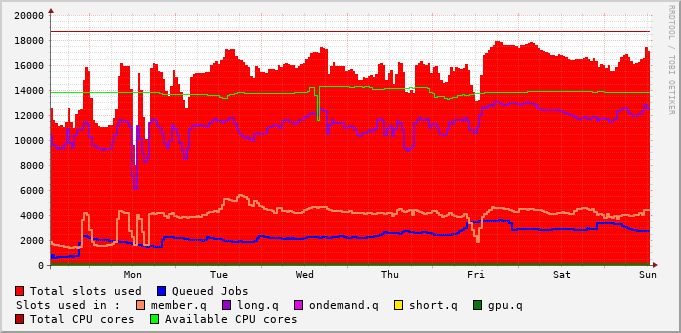 20000
18000
16000
14000
12000
10000
8000
6000
4000
2000
0
Mon Tue Wed Thu Fri Sat Sun
RRDTOOL / TOBI OETIKER
Total slots used Queued Jobs
Slots used in : member.q long.q ondemand.q short.q gpu.q
Total CPU cores Available CPU cores